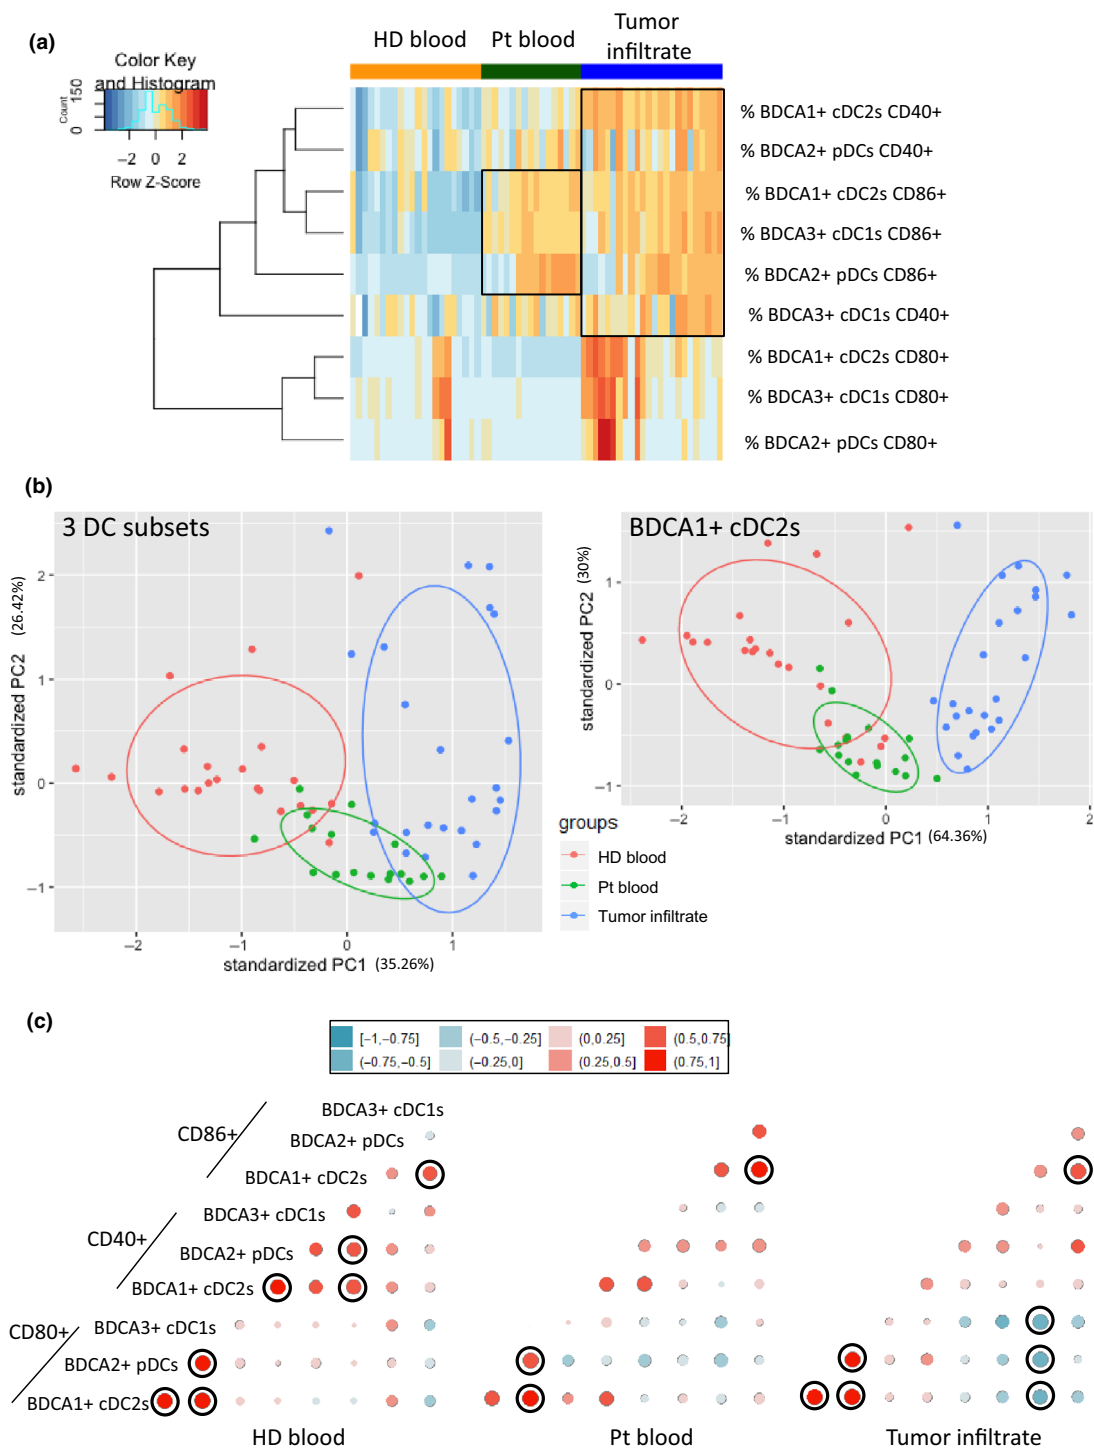 (a)
HD blood
Pt blood
Tumor
infiltrate
Color Key
and Histogram
Count
150
0
−2 0 2
Row Z-Score
% BDCA1+ cDC2s CD40+
% BDCA2+ pDCs CD40+
% BDCA1+ cDC2s CD86+
% BDCA3+ cDC1s CD86+
% BDCA2+ pDCs CD86+
% BDCA3+ cDC1s CD40+
% BDCA1+ cDC2s CD80+
% BDCA3+ cDC1s CD80+
% BDCA2+ pDCs CD80+
(b)
3 DC subsets
standardized PC2 (26.42%)
2
1
0
−1
−2 −1 0 1
standardized PC1 (35.26%)
BDCA1+ cDC2s
standardized PC2 (30%)
1
0
−1
−2 −1 0 1 2
standardized PC1 (64.36%)
groups
HD blood
Pt blood
Tumor infiltrate
(c)
[−1,−0.75] (−0.5,−0.25] (0,0.25] (0.5,0.75]
(−0.75,−0.5] (−0.25,0] (0.25,0.5] (0.75,1]
CD86+
BDCA3+ cDC1s
BDCA2+ pDCs
BDCA1+ cDC2s
CD40+
BDCA3+ cDC1s
BDCA2+ pDCs
BDCA1+ cDC2s
CD80+
BDCA3+ cDC1s
BDCA2+ pDCs
BDCA1+ cDC2s
HD blood
Pt blood
Tumor infiltrate